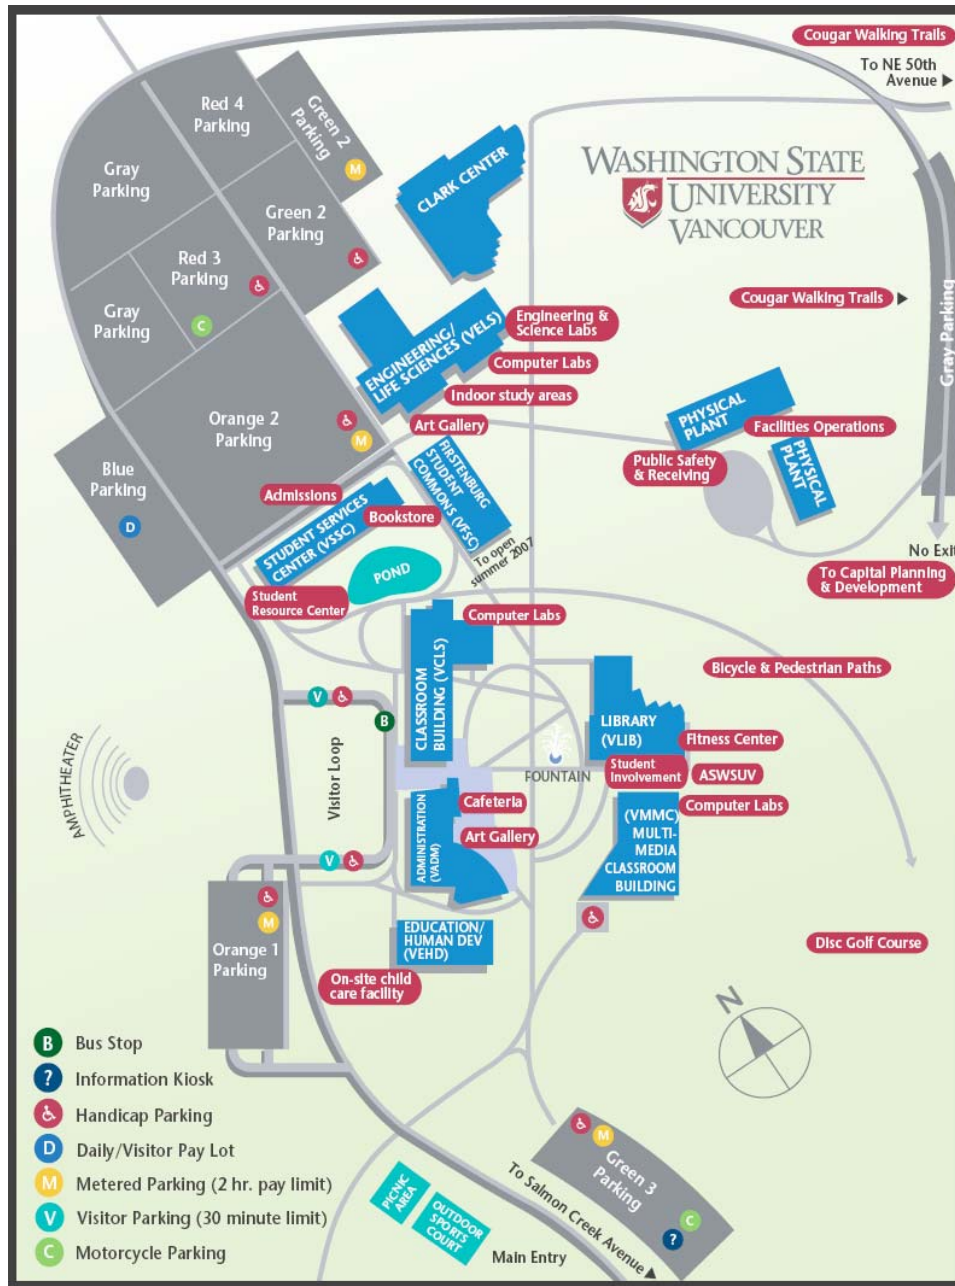 Cougar Walking Trails
To NE 50th
Avenue ▶
Red 4
Parking
Green 2
Parking
M
Gray
Parking
CLARK CENTER
WASHINGTON STATE
UNIVERSITY
VANCOUVER
Green 2
Parking
Red 3
Parking
C
Gray
Parking
Cougar Walking Trails ▶
Gray Parking
ENGINEERING/
LIFE SCIENCES (VELS)
Engineering &
Science Labs
Computer Labs
Indoor study areas
Art Gallery
Orange 2
Parking
M
PHYSICAL
PLANT
Facilities Operations
PHYSICAL
PLANT
Public Safety
& Receiving
Blue
Parking
D
FIRSTENBURG
STUDENT
COMMONS (VFSC)
To open
summer 2007
Admissions
Bookstore
STUDENT SERVICES
CENTER (VSSC)
POND
Student
Resource Center
No Exit
To Capital Planning
& Development
Computer Labs
CLASSROOM
BUILDING (VCLS)
Bicycle & Pedestrian Paths
V
B
LIBRARY
(VLIB)
Fitness Center
Student
Involvement
ASWSUV
FOUNTAIN
Visitor Loop
AMPHITHEATER
Cafeteria
Art Gallery
ADMINISTRATION
(VADM)
Computer Labs
(VMMC)
MULTI-
MEDIA
CLASSROOM
BUILDING
V
M
Orange 1
Parking
EDUCATION/
HUMAN DEV
(VEHD)
On-site child
care facility
Disc Golf Course
N
B Bus Stop
? Information Kiosk
Handicap Parking
D Daily/Visitor Pay Lot
M Metered Parking (2 hr. pay limit)
V Visitor Parking (30 minute limit)
C Motorcycle Parking
M
Green 3
Parking
C
?
To Salmon Creek Avenue ▶
PICNIC
AREA
OUTDOOR
SPORTS
COURT
Main Entry